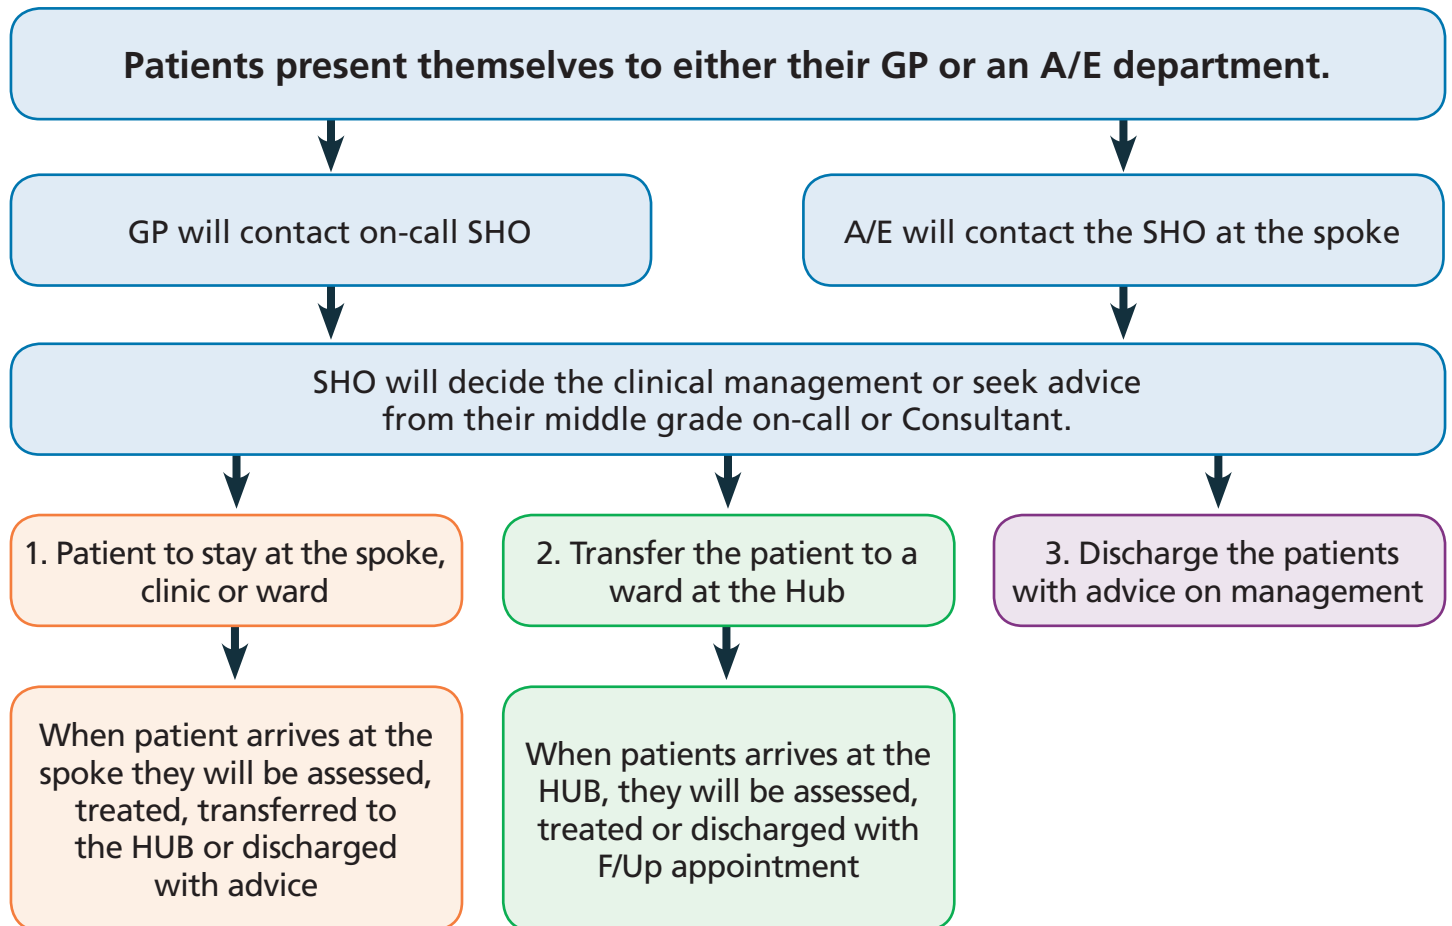 Patients present themselves to either their GP or an A/E department.
GP will contact on-call SHO
A/E will contact the SHO at the spoke
SHO will decide the clinical management or seek advice
from their middle grade on-call or Consultant.
1. Patient to stay at the spoke,
clinic or ward
2. Transfer the patient to a
ward at the Hub
3. Discharge the patients
with advice on management
When patient arrives at the
spoke they will be assessed,
treated, transferred to
the HUB or discharged
with advice
When patients arrives at the
HUB, they will be assessed,
treated or discharged with
F/Up appointment